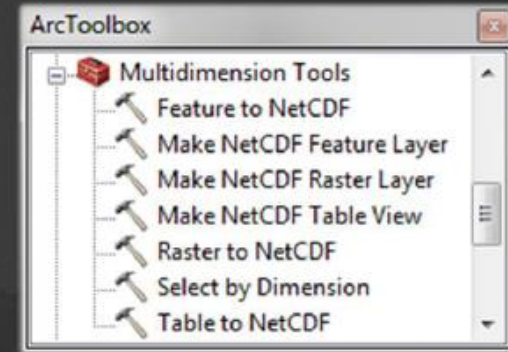 ArcToolbox
Multidimension Tools
Feature to NetCDF
Make NetCDF Feature Layer
Make NetCDF Raster Layer
Make NetCDF Table View
Raster to NetCDF
Select by Dimension
Table to NetCDF